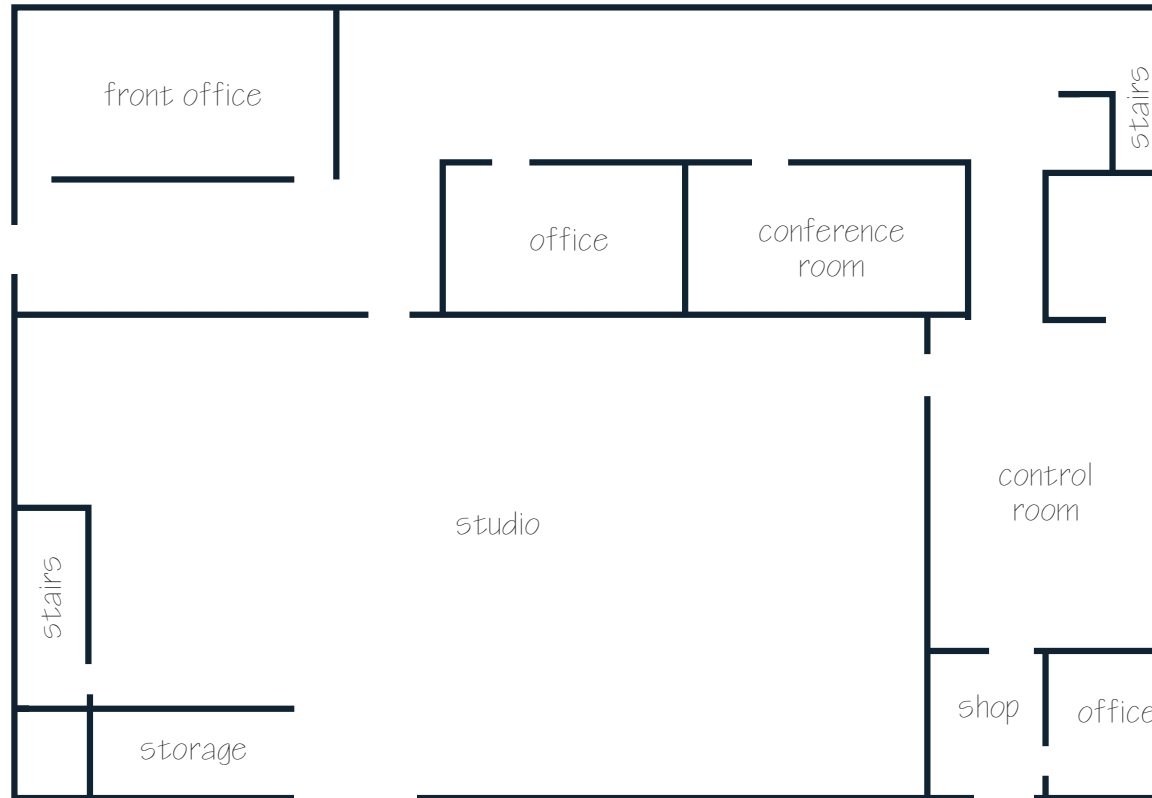 front office
stairs
office
conference
room
control
room
studio
stairs
shop
office
storage